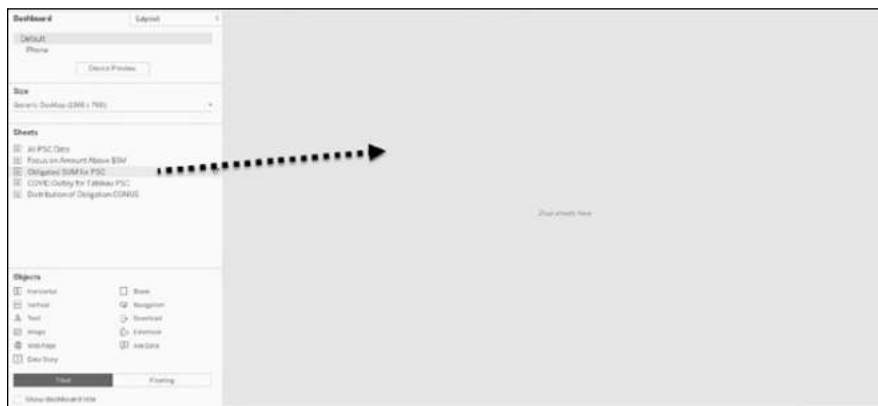 Dashboard
Layout
Default
Phone
Device Preview
Size
Generic Desktop (1366 x 768)
Sheets
All PSC Data
Focus on Amount Above $5M
Obligated SUM for PSC
COVID Outlay for Tableau PSC
Distribution of Obligation CONUS
Drop sheets here
Objects
Horizontal
Blank
Vertical
Navigation
Text
Download
Image
Extension
Web Page
Ask Data
Data Story
Tiled
Floating
Show dashboard title